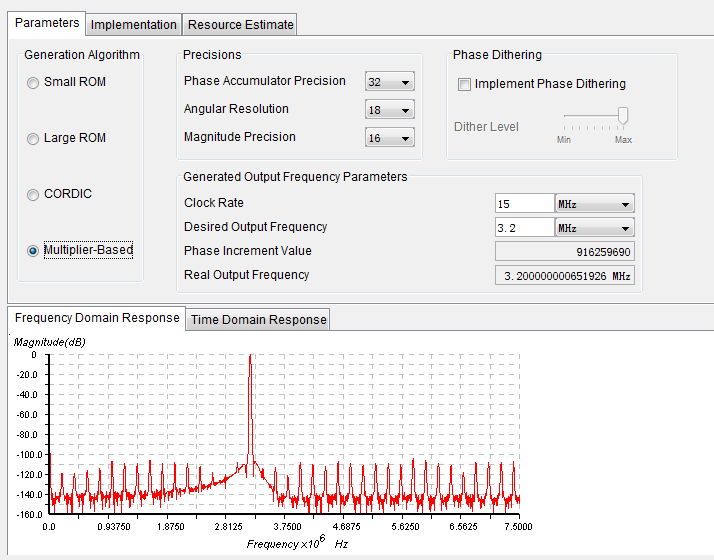 Parameters Implementation Resource Estimate
Generation Algorithm
Small ROM
Large ROM
CORDIC
Multiplier-Based
Precisions
Phase Accumulator Precision 32
Angular Resolution 18
Magnitude Precision 16
Phase Dithering
Implement Phase Dithering
Dither Level
Min Max
Generated Output Frequency Parameters
Clock Rate 15 MHz
Desired Output Frequency 3.2 MHz
Phase Increment Value 916259690
Real Output Frequency 3.200000000651926 MHz
Frequency Domain Response Time Domain Response
Magnitude(dB)
0
-20.0
-40.0
-60.0
-80.0
-100.0
-120.0
-140.0
-160.0
0.0 0.93750 1.8750 2.8125 3.7500 4.6875 5.6250 6.5625 7.5000
Frequency x10^6 Hz